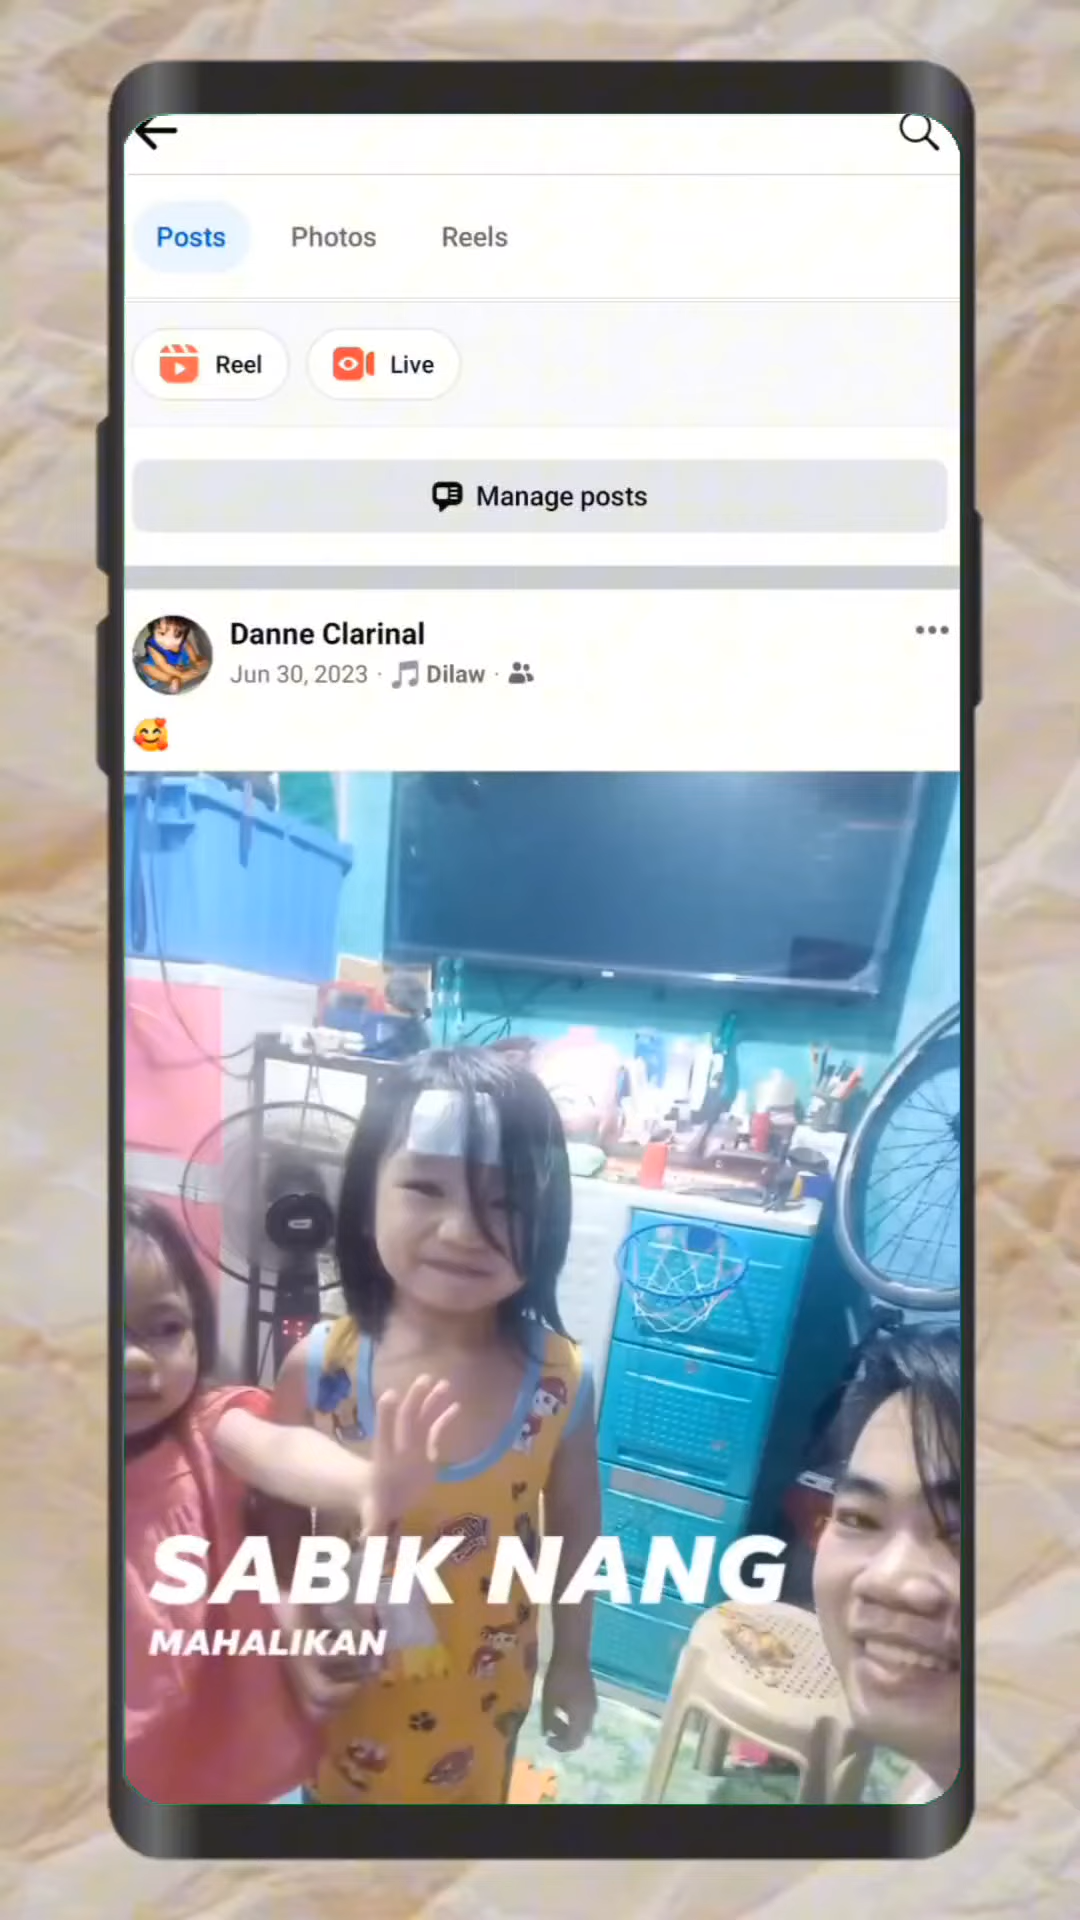 Posts Photos Reels
Reel Live
Manage posts
Danne Clarinal
Jun 30, 2023 · Dilaw ·
SABIK NANG
MAHALIKAN